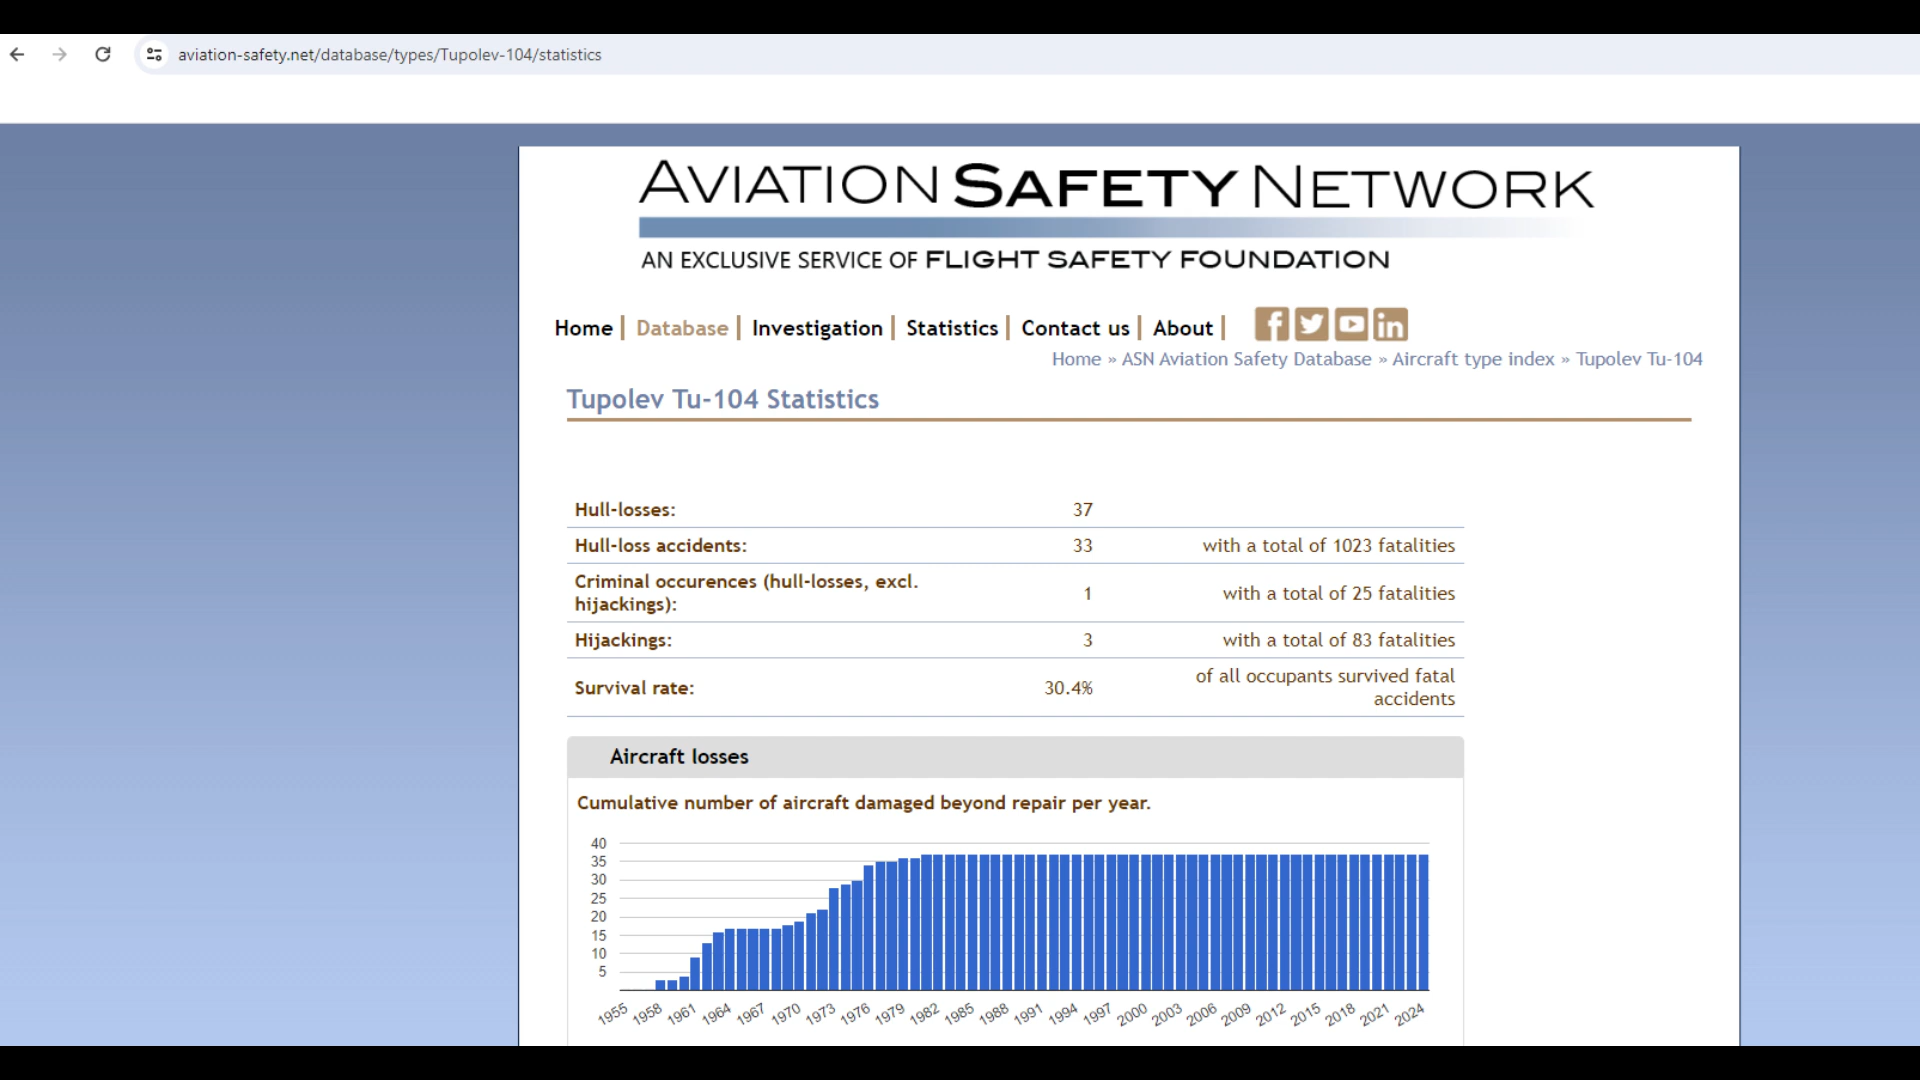 aviation-safety.net/database/types/Tupolev-104/statistics
AVIATION SAFETY NETWORK
AN EXCLUSIVE SERVICE OF FLIGHT SAFETY FOUNDATION
Home | Database | Investigation | Statistics | Contact us | About |
Home » ASN Aviation Safety Database » Aircraft type index » Tupolev Tu-104
Tupolev Tu-104 Statistics
Hull-losses: 37
Hull-loss accidents: 33 with a total of 1023 fatalities
Criminal occurences (hull-losses, excl.
hijackings): 1 with a total of 25 fatalities
Hijackings: 3 with a total of 83 fatalities
Survival rate: 30.4% of all occupants survived fatal
accidents
Aircraft losses
Cumulative number of aircraft damaged beyond repair per year.
40
35
30
25
20
15
10
5
1955 1958 1961 1964 1967 1970 1973 1976 1979 1982 1985 1988 1991 1994 1997 2000 2003 2006 2009 2012 2015 2018 2021 2024